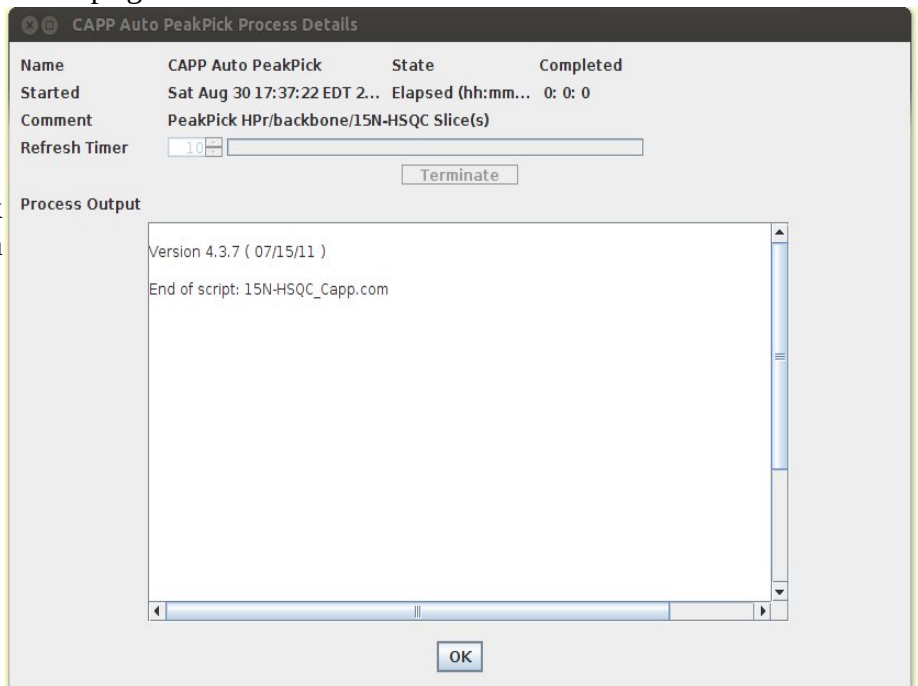 CAPP Auto PeakPick Process Details
Name CAPP Auto PeakPick State Completed
Started Sat Aug 30 17:37:22 EDT 2... Elapsed (hh:mm... 0: 0: 0
Comment PeakPick HPr/backbone/15N-HSQC Slice(s)
Refresh Timer 10
Terminate
Process Output
Version 4.3.7 ( 07/15/11 )
End of script: 15N-HSQC_Capp.com
OK